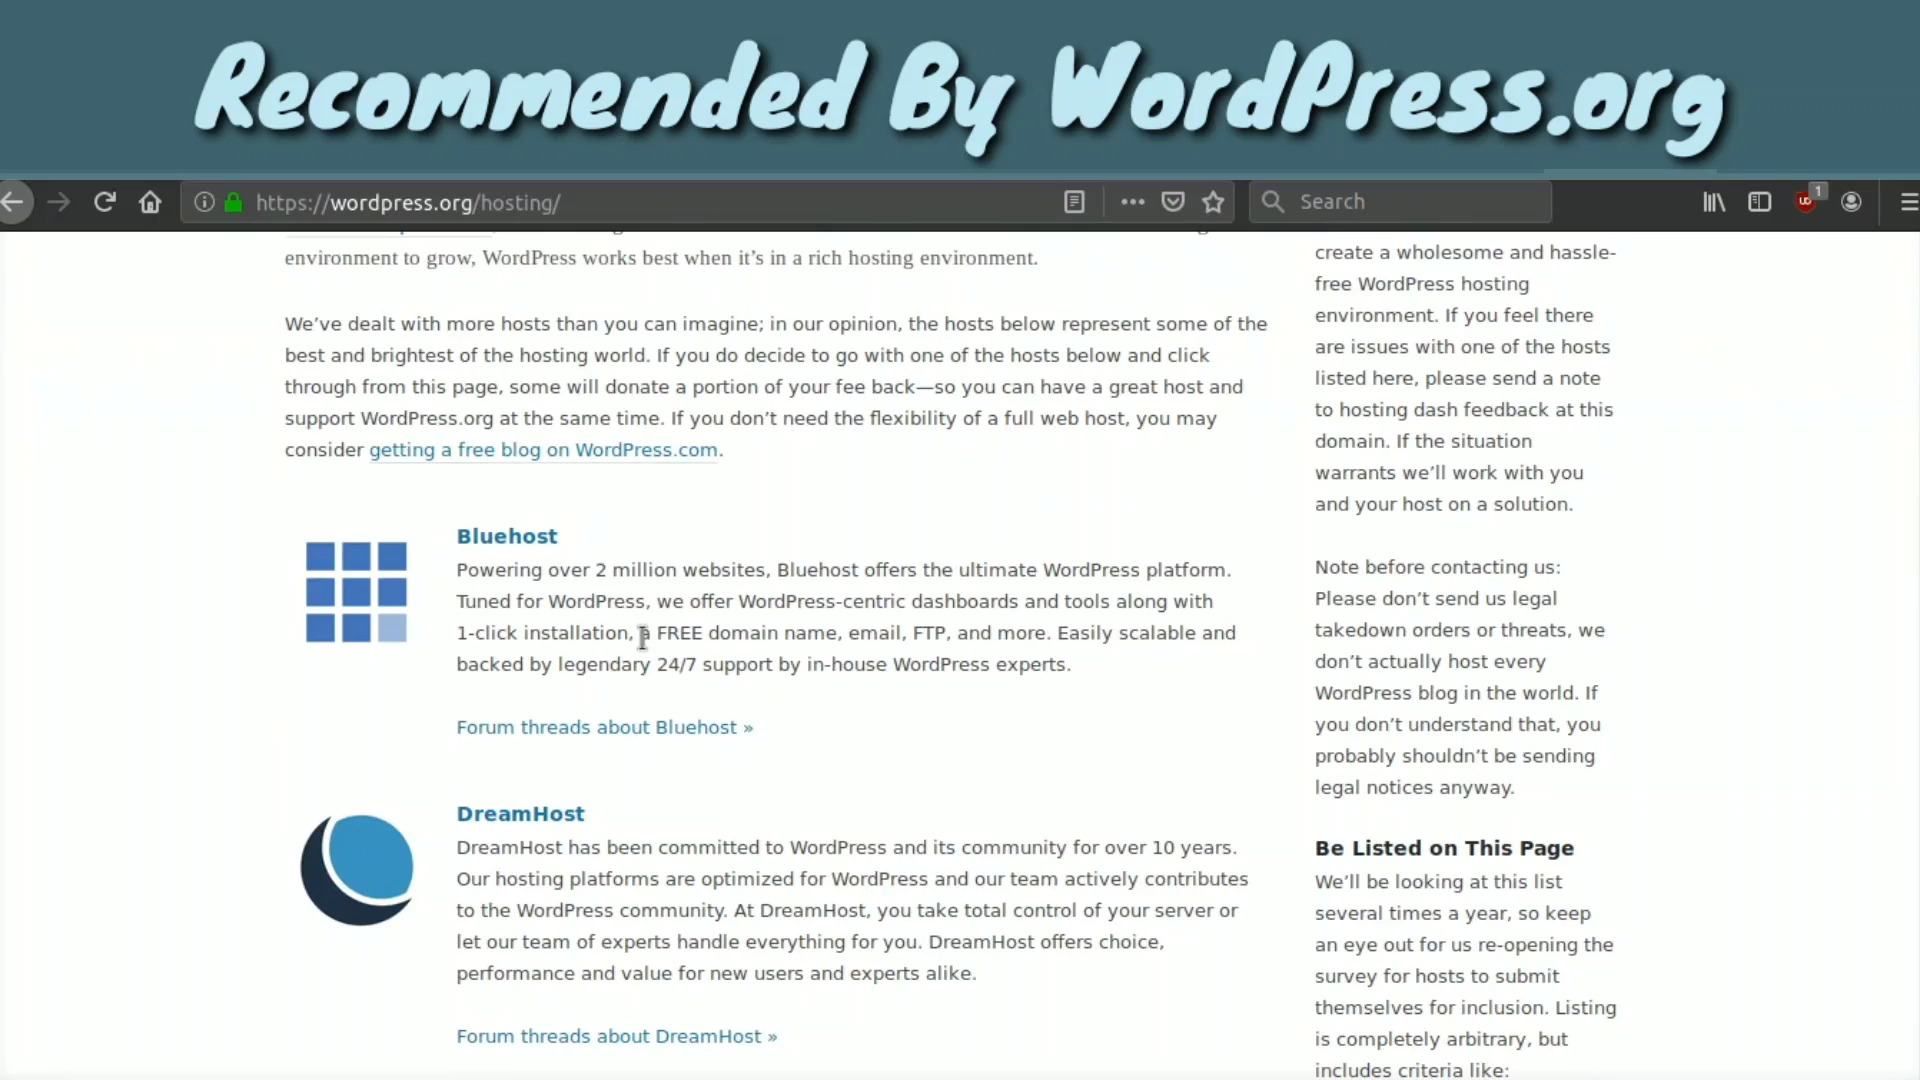 Recommended By WordPress.org
https://wordpress.org/hosting/
Search
1
environment to grow, WordPress works best when it’s in a rich hosting environment.
We’ve dealt with more hosts than you can imagine; in our opinion, the hosts below represent some of the
best and brightest of the hosting world. If you do decide to go with one of the hosts below and click
through from this page, some will donate a portion of your fee back—so you can have a great host and
support WordPress.org at the same time. If you don’t need the flexibility of a full web host, you may
consider getting a free blog on WordPress.com.
Bluehost
Powering over 2 million websites, Bluehost offers the ultimate WordPress platform.
Tuned for WordPress, we offer WordPress-centric dashboards and tools along with
1-click installation, a FREE domain name, email, FTP, and more. Easily scalable and
backed by legendary 24/7 support by in-house WordPress experts.
Forum threads about Bluehost »
DreamHost
DreamHost has been committed to WordPress and its community for over 10 years.
Our hosting platforms are optimized for WordPress and our team actively contributes
to the WordPress community. At DreamHost, you take total control of your server or
let our team of experts handle everything for you. DreamHost offers choice,
performance and value for new users and experts alike.
Forum threads about DreamHost »
create a wholesome and hassle-
free WordPress hosting
environment. If you feel there
are issues with one of the hosts
listed here, please send a note
to hosting dash feedback at this
domain. If the situation
warrants we’ll work with you
and your host on a solution.
Note before contacting us:
Please don’t send us legal
takedown orders or threats, we
don’t actually host every
WordPress blog in the world. If
you don’t understand that, you
probably shouldn’t be sending
legal notices anyway.
Be Listed on This Page
We’ll be looking at this list
several times a year, so keep
an eye out for us re-opening the
survey for hosts to submit
themselves for inclusion. Listing
is completely arbitrary, but
includes criteria like: